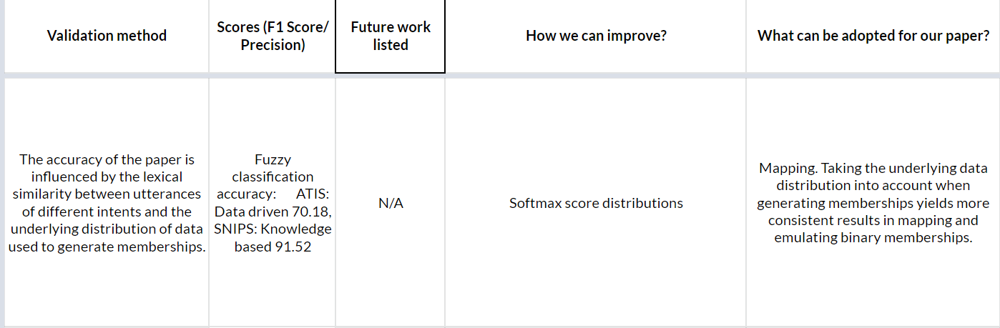 Validation method
Scores (F1 Score/
Precision)
Future work
listed
How we can improve?
What can be adopted for our paper?
The accuracy of the paper is
influenced by the lexical
similarity between utterances
of different intents and the
underlying distribution of data
used to generate memberships.
Fuzzy
classification
accuracy: ATIS:
Data driven 70.18,
SNIPS: Knowledge
based 91.52
N/A
Softmax score distributions
Mapping. Taking the underlying data
distribution into account when
generating memberships yields more
consistent results in mapping and
emulating binary memberships.